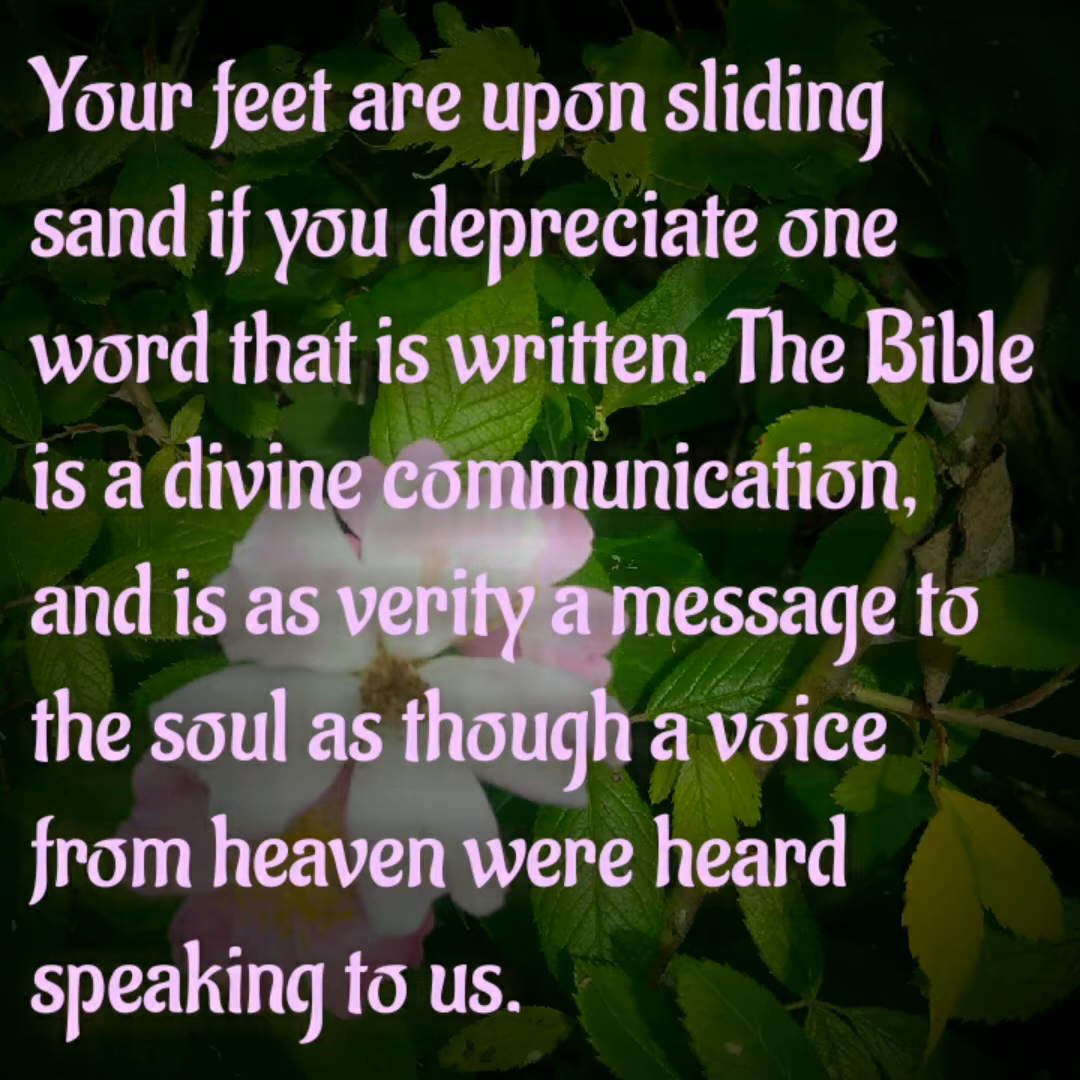 Your feet are upon sliding
sand if you depreciate one
word that is written. The Bible
is a divine communication,
and is as verity a message to
the soul as though a voice
from heaven were heard
speaking to us.